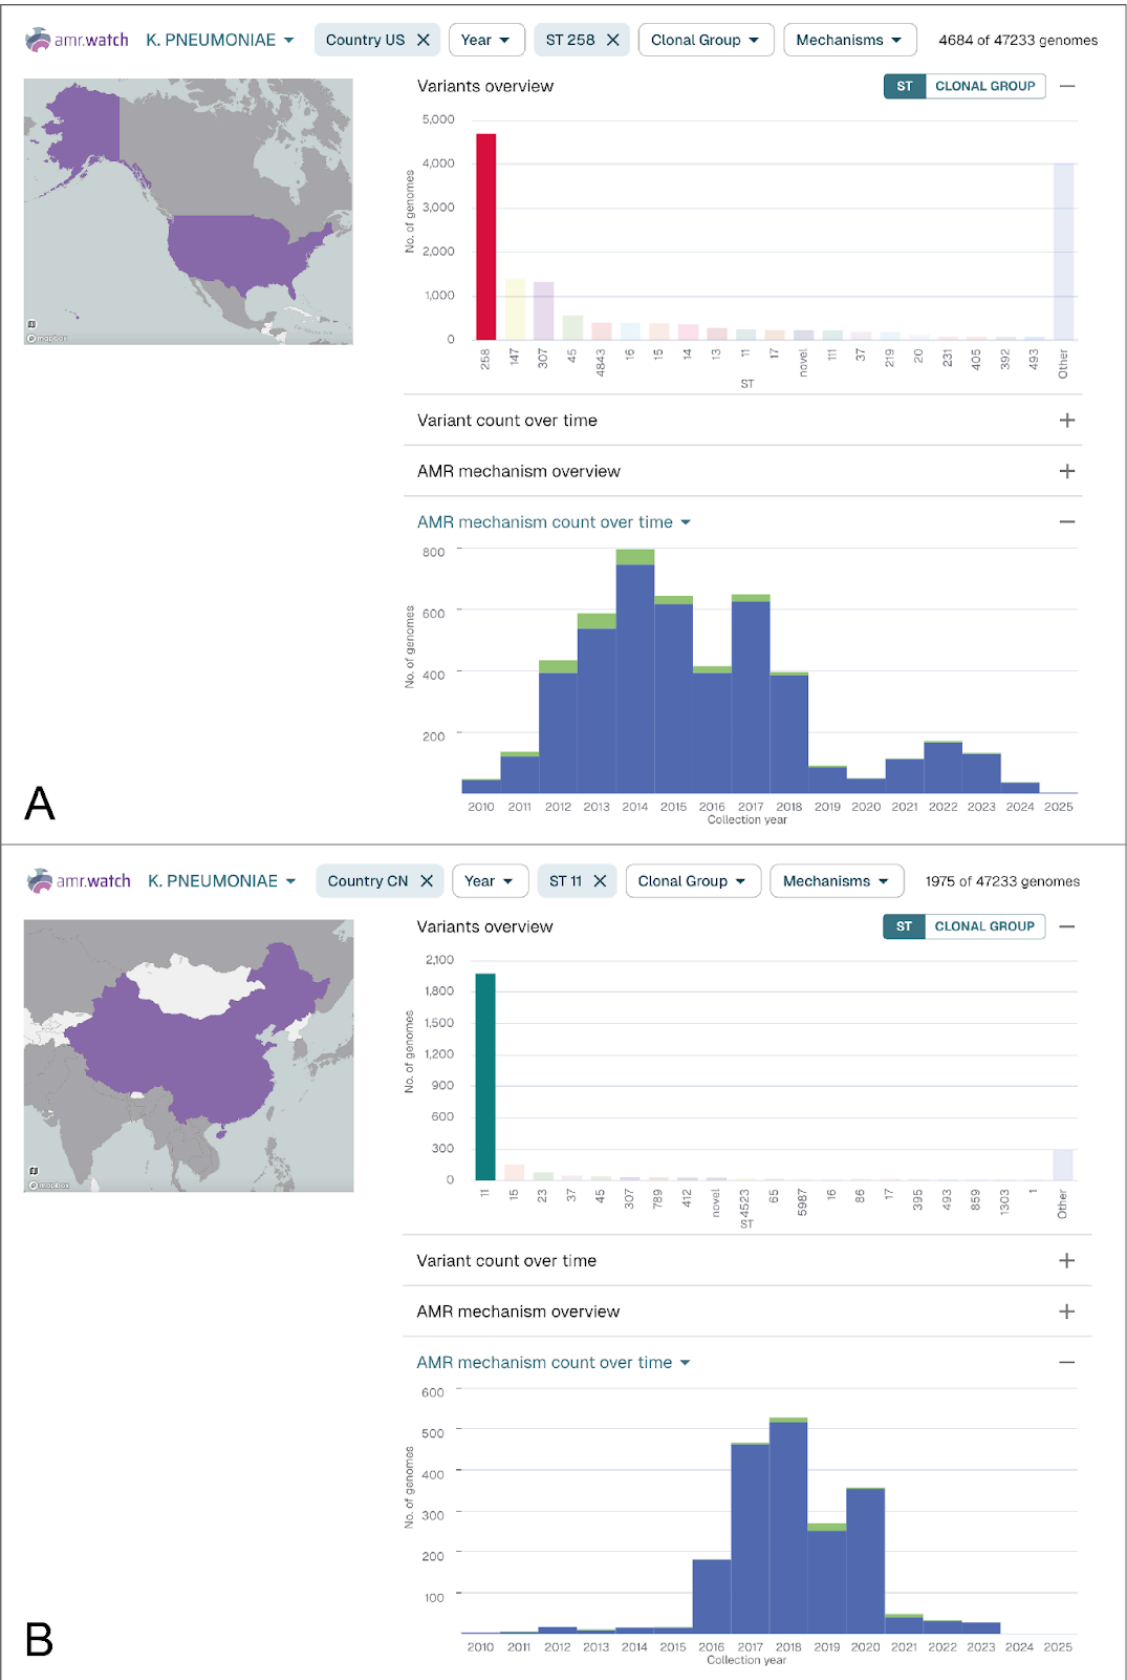 amr.watch K. PNEUMONIAE Country US Year ST 258 Clonal Group Mechanisms 4684 of 47233 genomes
Variants overview ST CLONAL GROUP
No. of genomes
5,000
4,000
3,000
2,000
1,000
0
258 147 307 45 4843 16 15 14 13 11 17 novel 111 37 219 20 231 405 392 493 Other
ST
mapbox
Variant count over time
AMR mechanism overview
AMR mechanism count over time
No. of genomes
800
600
400
200
2010 2011 2012 2013 2014 2015 2016 2017 2018 2019 2020 2021 2022 2023 2024 2025
Collection year
A
amr.watch K. PNEUMONIAE Country CN Year ST 11 Clonal Group Mechanisms 1975 of 47233 genomes
Variants overview ST CLONAL GROUP
No. of genomes
2,100
1,800
1,500
1,200
900
600
300
0
11 15 23 37 45 307 789 412 novel 4523 65 5987 16 86 17 395 493 859 1303 1 Other
ST
mapbox
Variant count over time
AMR mechanism overview
AMR mechanism count over time
No. of genomes
600
500
400
300
200
100
2010 2011 2012 2013 2014 2015 2016 2017 2018 2019 2020 2021 2022 2023 2024 2025
Collection year
B